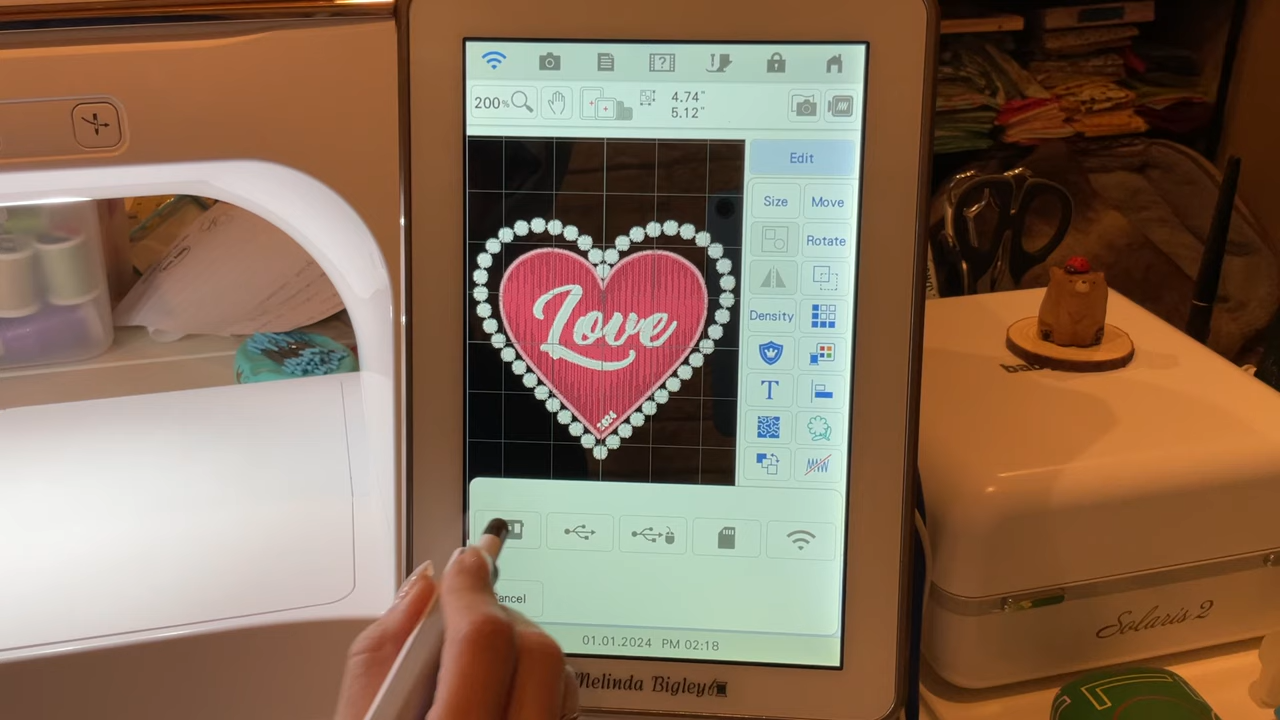 200%
4.74"
5.12"
Edit
Size
Move
Rotate
Density
T
Love
2024
Cancel
01.01.2024 PM 02:18
Melinda Bigley
Solaris 2